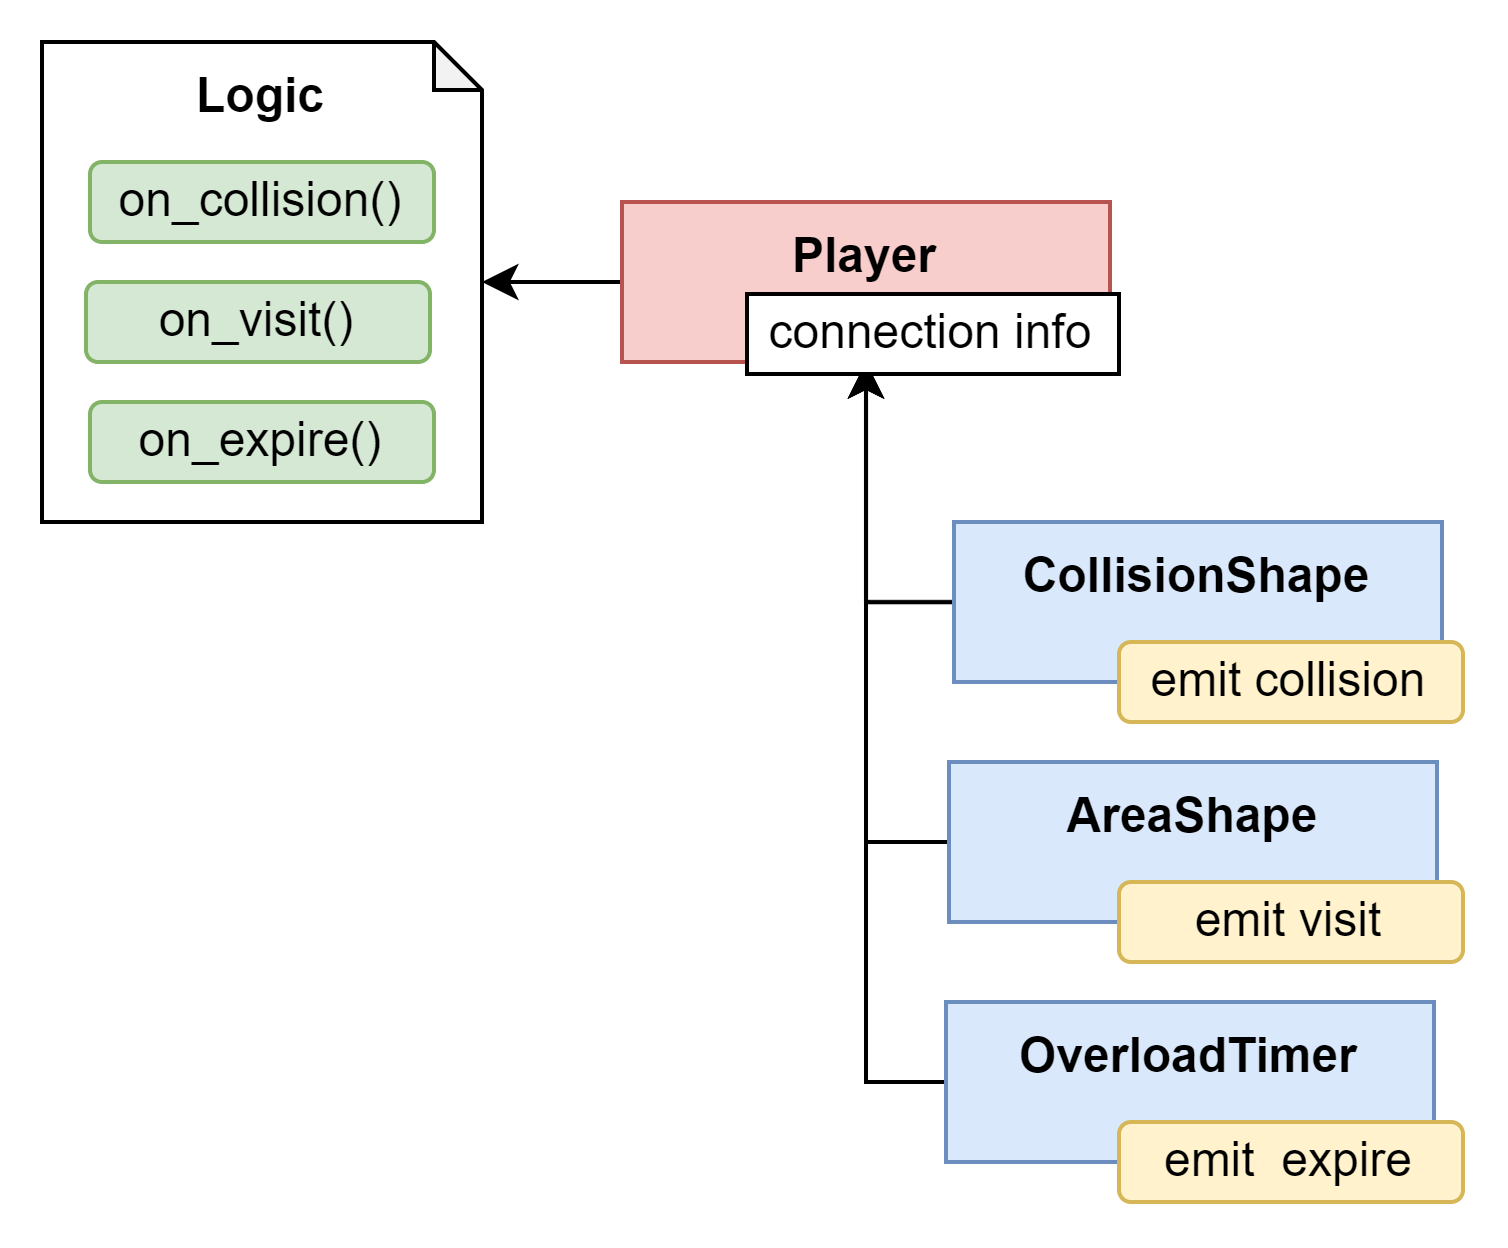 Logic
on_collision()
on_visit()
on_expire()
Player
connection info
CollisionShape
emit collision
AreaShape
emit visit
OverloadTimer
emit  expire